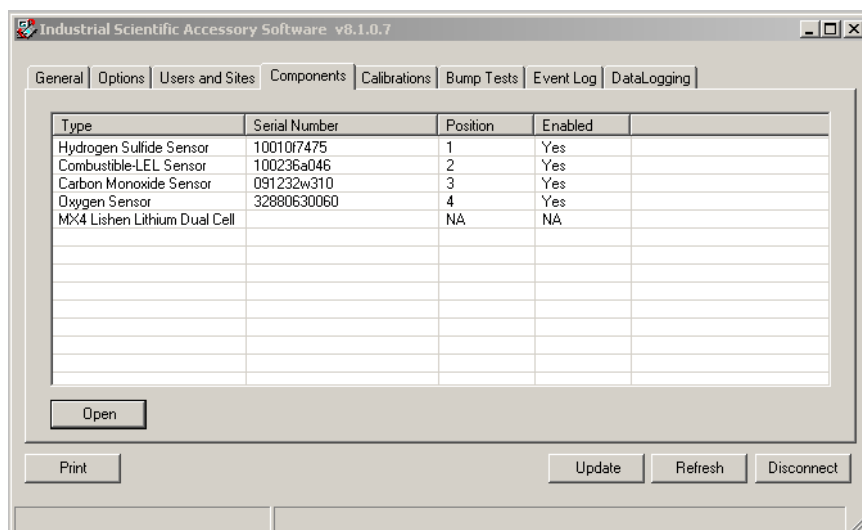 Industrial Scientific Accessory Software v8.1.0.7
General Options Users and Sites Components Calibrations Bump Tests Event Log DataLogging
Type Serial Number Position Enabled
Hydrogen Sulfide Sensor 10010f7475 1 Yes
Combustible-LEL Sensor 100236a046 2 Yes
Carbon Monoxide Sensor 091232w310 3 Yes
Oxygen Sensor 32880630060 4 Yes
MX4 Lishen Lithium Dual Cell NA NA
Open
Print Update Refresh Disconnect